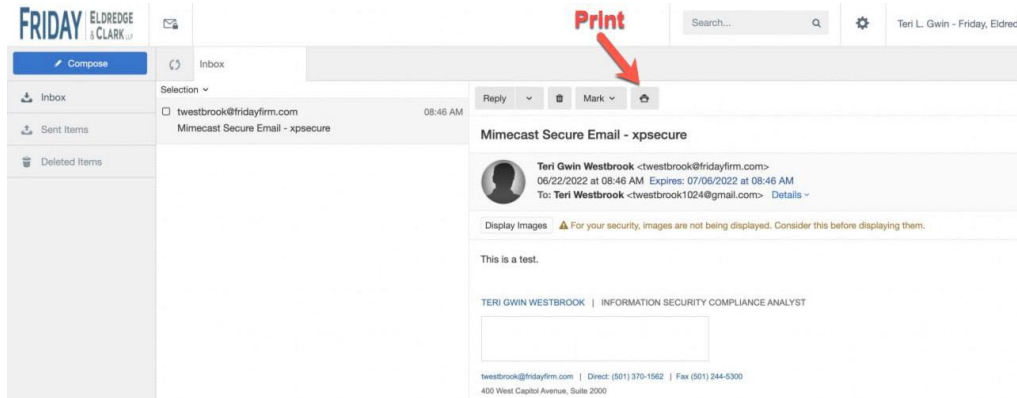 FRIDAY ELDREDGE & CLARK LLP
Print
Search...
Teri L. Gwin - Friday, Eldred
Compose
Inbox
Inbox
Sent Items
Deleted Items
Selection
twestbrook@fridayfirm.com 08:46 AM
Mimecast Secure Email - xpsecure
Reply Mark
Mimecast Secure Email - xpsecure
Teri Gwin Westbrook <twestbrook@fridayfirm.com>
06/22/2022 at 08:46 AM Expires: 07/06/2022 at 08:46 AM
To: Teri Westbrook <twestbrook1024@gmail.com> Details
Display Images For your security, images are not being displayed. Consider this before displaying them.
This is a test.
TERI GWIN WESTBROOK | INFORMATION SECURITY COMPLIANCE ANALYST
twestbrook@fridayfirm.com | Direct: (501) 370-1562 | Fax (501) 244-5300
400 West Capitol Avenue, Suite 2000